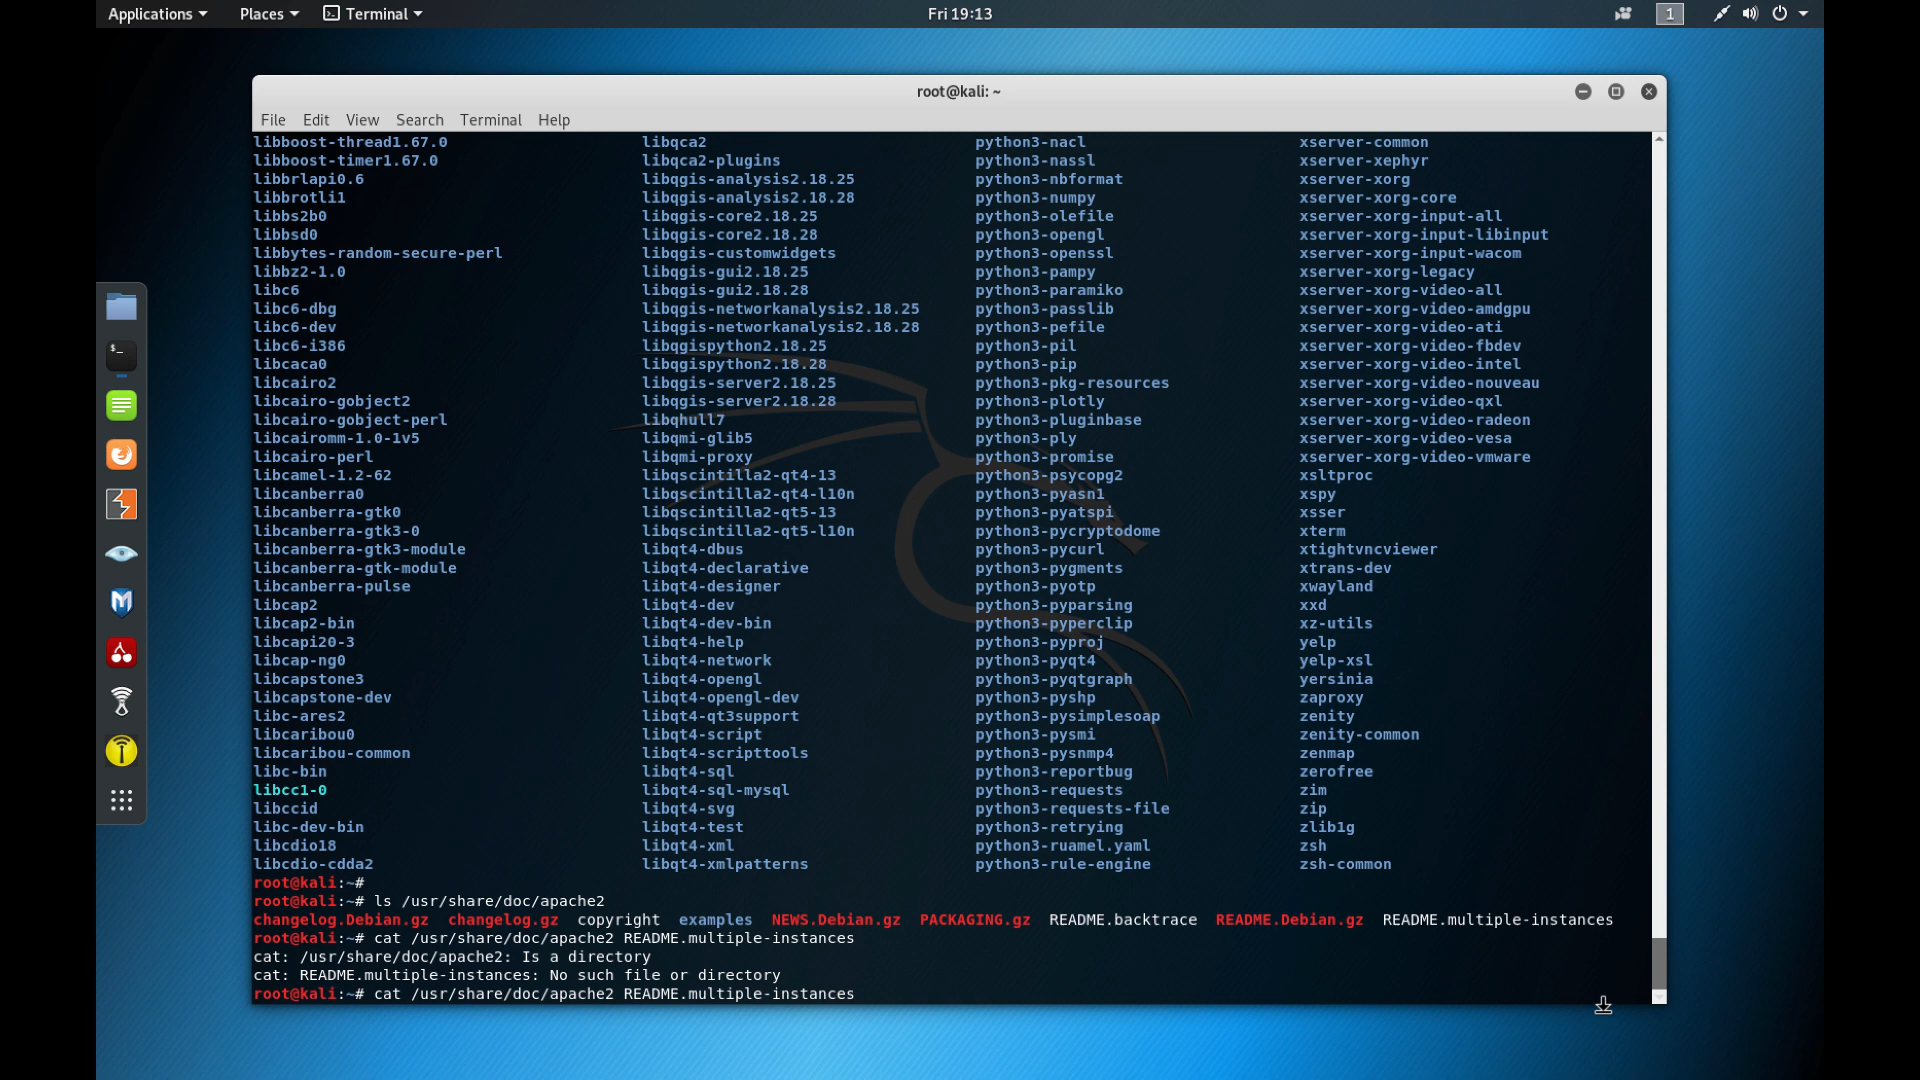 Applications Places Terminal Fri 19:13 1
root@kali: ~
File Edit View Search Terminal Help
libboost-thread1.67.0 libqca2 python3-nacl xserver-common
libboost-timer1.67.0 libqca2-plugins python3-nassl xserver-xephyr
libbrlapi0.6 libqgis-analysis2.18.25 python3-nbformat xserver-xorg
libbrotli1 libqgis-analysis2.18.28 python3-numpy xserver-xorg-core
libbs2b0 libqgis-core2.18.25 python3-olefile xserver-xorg-input-all
libbsd0 libqgis-core2.18.28 python3-opengl xserver-xorg-input-libinput
libbytes-random-secure-perl libqgis-customwidgets python3-openssl xserver-xorg-input-wacom
libbz2-1.0 libqgis-gui2.18.25 python3-pampy xserver-xorg-legacy
libc6 libqgis-gui2.18.28 python3-paramiko xserver-xorg-video-all
libc6-dbg libqgis-networkanalysis2.18.25 python3-passlib xserver-xorg-video-amdgpu
libc6-dev libqgis-networkanalysis2.18.28 python3-pefile xserver-xorg-video-ati
libc6-i386 libqgispython2.18.25 python3-pil xserver-xorg-video-fbdev
libcaca0 libqgispython2.18.28 python3-pip xserver-xorg-video-intel
libcairo2 libqgis-server2.18.25 python3-pkg-resources xserver-xorg-video-nouveau
libcairo-gobject2 libqgis-server2.18.28 python3-plotly xserver-xorg-video-qxl
libcairo-gobject-perl libqhull7 python3-pluginbase xserver-xorg-video-radeon
libcairomm-1.0-1v5 libqmi-glib5 python3-ply xserver-xorg-video-vesa
libcairo-perl libqmi-proxy python3-promise xserver-xorg-video-vmware
libcamel-1.2-62 libqscintilla2-qt4-13 python3-psycopg2 xsltproc
libcanberra0 libqscintilla2-qt4-l10n python3-pyasn1 xspy
libcanberra-gtk0 libqscintilla2-qt5-13 python3-pyatspi xsser
libcanberra-gtk3-0 libqscintilla2-qt5-l10n python3-pycryptodome xterm
libcanberra-gtk3-module libqt4-dbus python3-pycurl xtightvncviewer
libcanberra-gtk-module libqt4-declarative python3-pygments xtrans-dev
libcanberra-pulse libqt4-designer python3-pyotp xwayland
libcap2 libqt4-dev python3-pyparsing xxd
libcap2-bin libqt4-dev-bin python3-pyperclip xz-utils
libcapi20-3 libqt4-help python3-pyproj yelp
libcap-ng0 libqt4-network python3-pyqt4 yelp-xsl
libcapstone3 libqt4-opengl python3-pyqtgraph yersinia
libcapstone-dev libqt4-opengl-dev python3-pyshp zaproxy
libc-ares2 libqt4-qt3support python3-pysimplesoap zenity
libcaribou0 libqt4-script python3-pysmi zenity-common
libcaribou-common libqt4-scripttools python3-pysnmp4 zenmap
libc-bin libqt4-sql python3-reportbug zerofree
libcc1-0 libqt4-sql-mysql python3-requests zim
libccid libqt4-svg python3-requests-file zip
libc-dev-bin libqt4-test python3-retrying zlib1g
libcdio18 libqt4-xml python3-ruamel.yaml zsh
libcdio-cdda2 libqt4-xmlpatterns python3-rule-engine zsh-common
root@kali:~#
root@kali:~# ls /usr/share/doc/apache2
changelog.Debian.gz changelog.gz copyright examples NEWS.Debian.gz PACKAGING.gz README.backtrace README.Debian.gz README.multiple-instances
root@kali:~# cat /usr/share/doc/apache2 README.multiple-instances
cat: /usr/share/doc/apache2: Is a directory
cat: README.multiple-instances: No such file or directory
root@kali:~# cat /usr/share/doc/apache2 README.multiple-instances